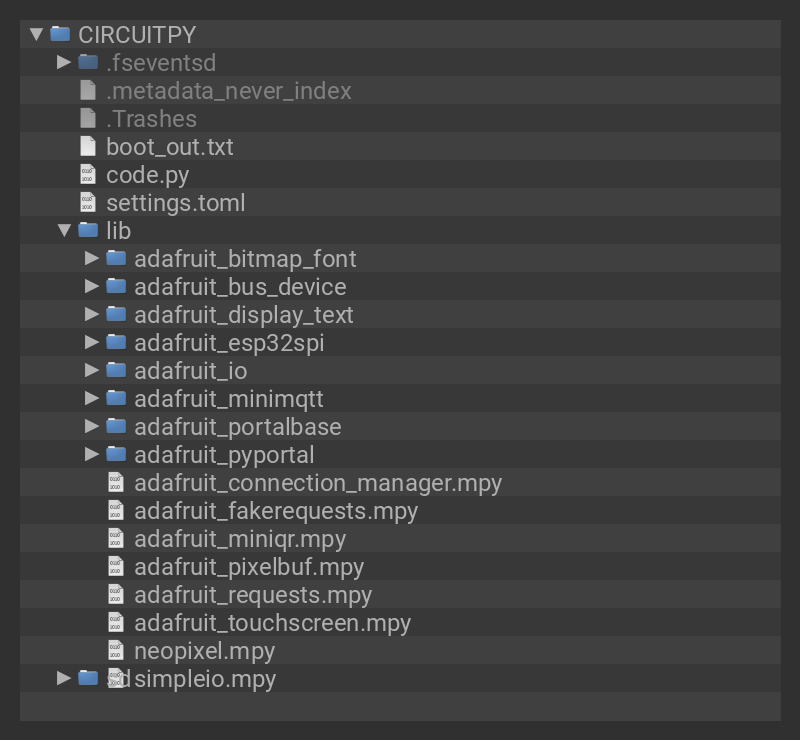 CIRCUITPY
.fseventsd
.metadata_never_index
.Trashes
boot_out.txt
code.py
settings.toml
lib
adafruit_bitmap_font
adafruit_bus_device
adafruit_display_text
adafruit_esp32spi
adafruit_io
adafruit_minimqtt
adafruit_portalbase
adafruit_pyportal
adafruit_connection_manager.mpy
adafruit_fakerequests.mpy
adafruit_miniqr.mpy
adafruit_pixelbuf.mpy
adafruit_requests.mpy
adafruit_touchscreen.mpy
neopixel.mpy
sd simpleio.mpy